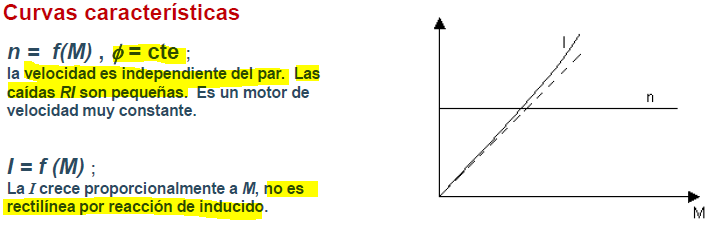 Curvas características
n = f(M) , ϕ = cte ;
la velocidad es independiente del par. Las
caídas RI son pequeñas. Es un motor de
velocidad muy constante.
I = f (M) ;
La I crece proporcionalmente a M, no es
rectilínea por reacción de inducido.
I
n
M